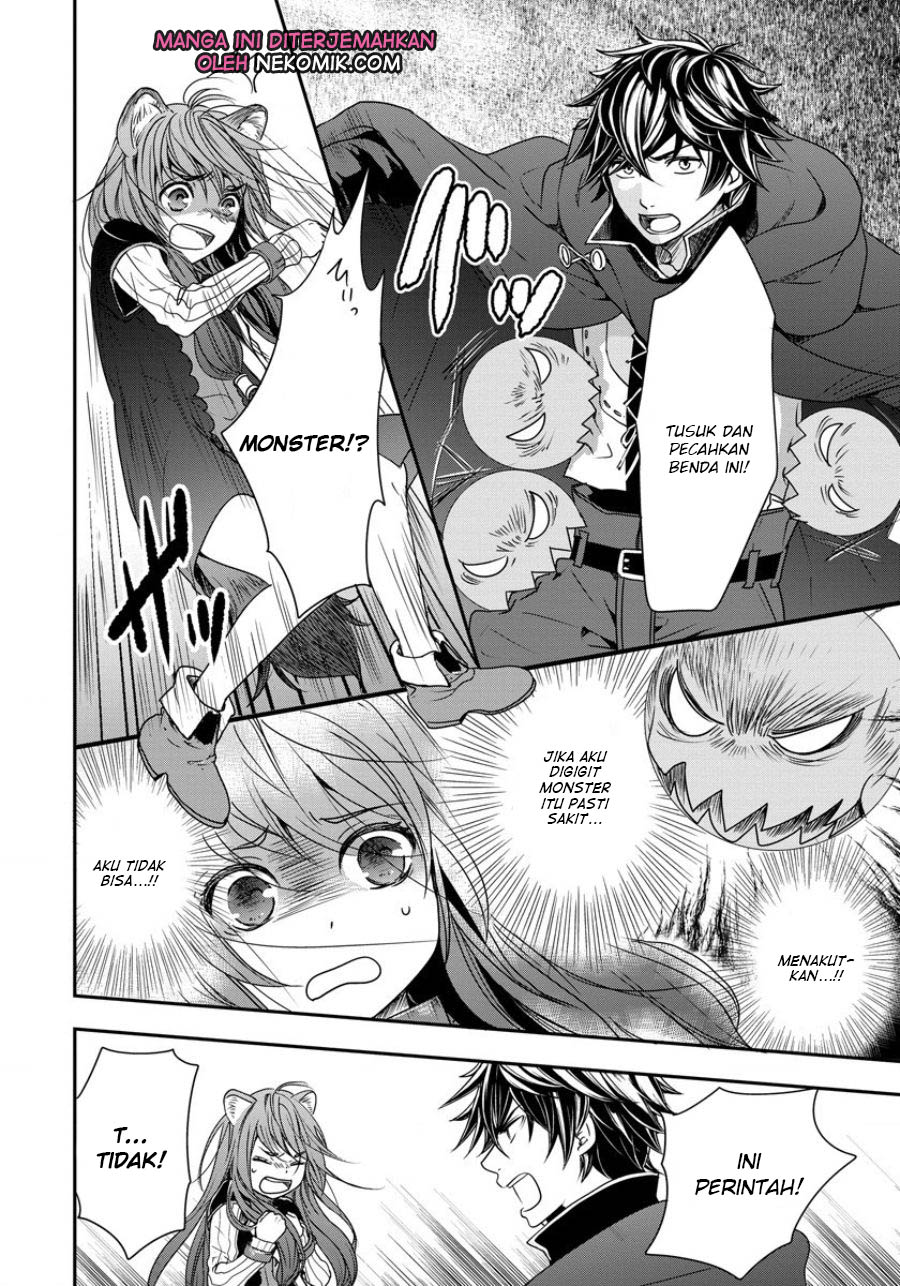 MANGA INI DITERJEMAHKAN
OLEH NEKOMIK.COM
TUSUK DAN
PECAHKAN
BENDA INI!
MONSTER!?
JIKA AKU
DIGIGIT
MONSTER
ITU PASTI
SAKIT...
MENAKUT-
KAN...!!
AKU TIDAK
BISA...!!
INI
PERINTAH!
T...
TIDAK!